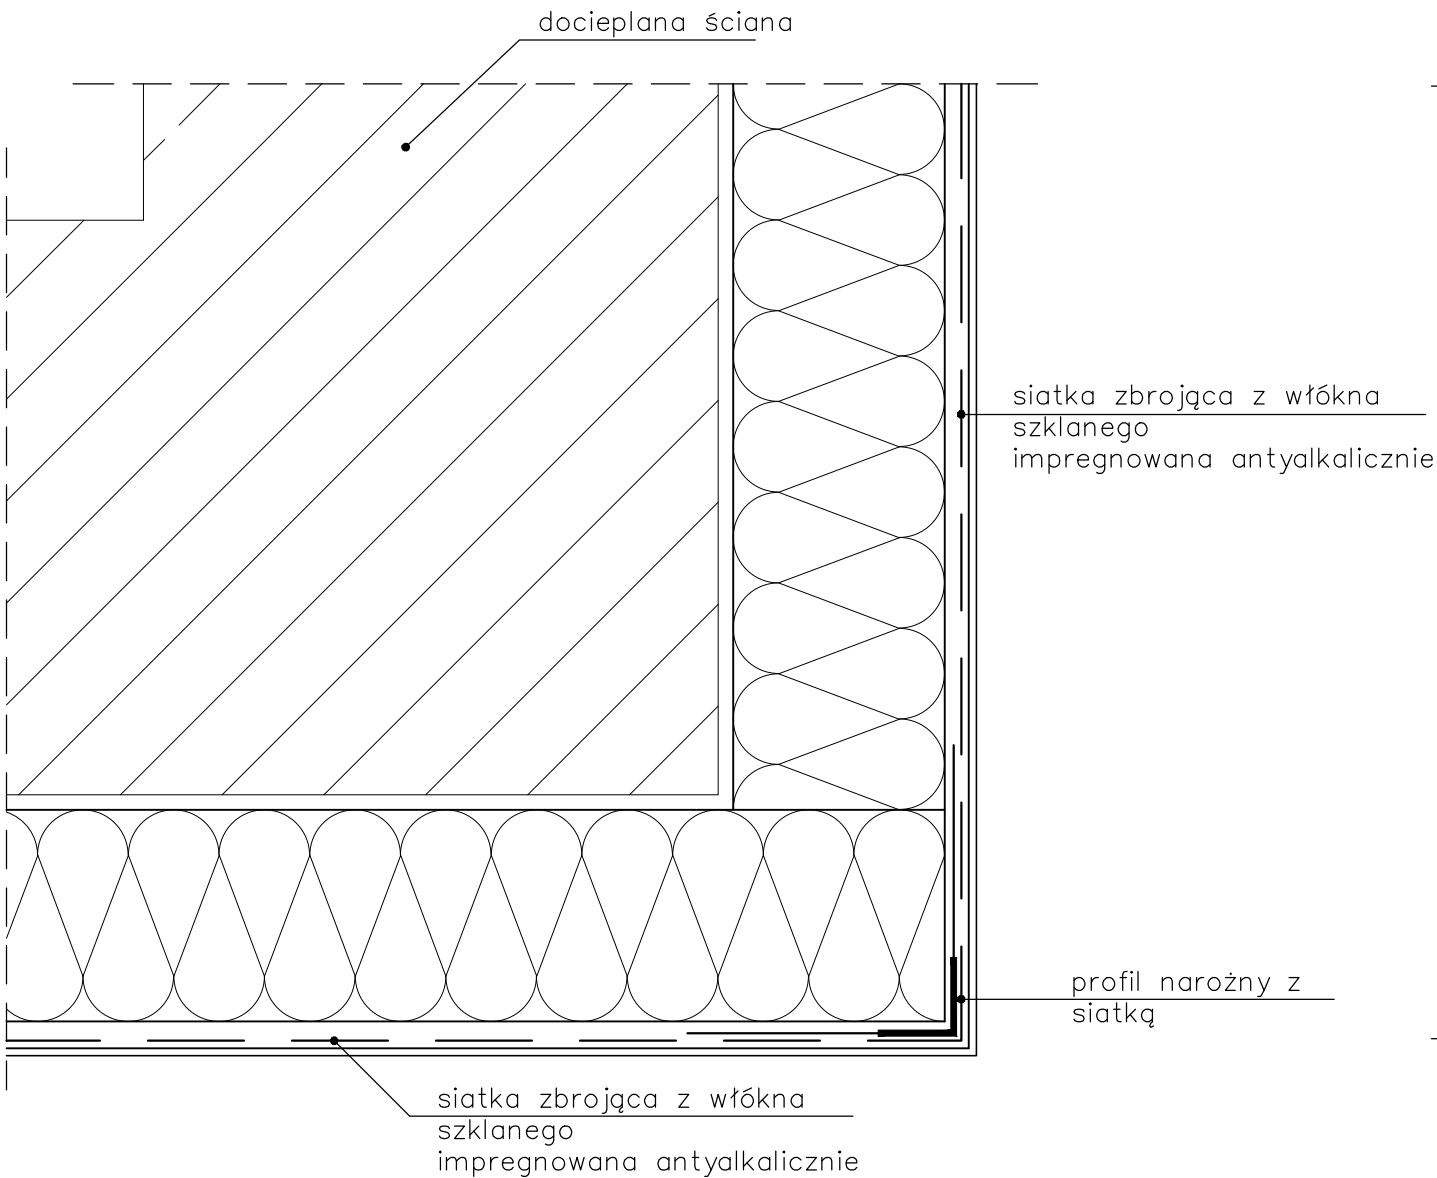 docieplana ściana
siatka zbrojąca z włókna
szklanego
impregnowana antyalkalicznie
profil narożny z
siatką
siatka zbrojąca z włókna
szklanego
impregnowana antyalkalicznie